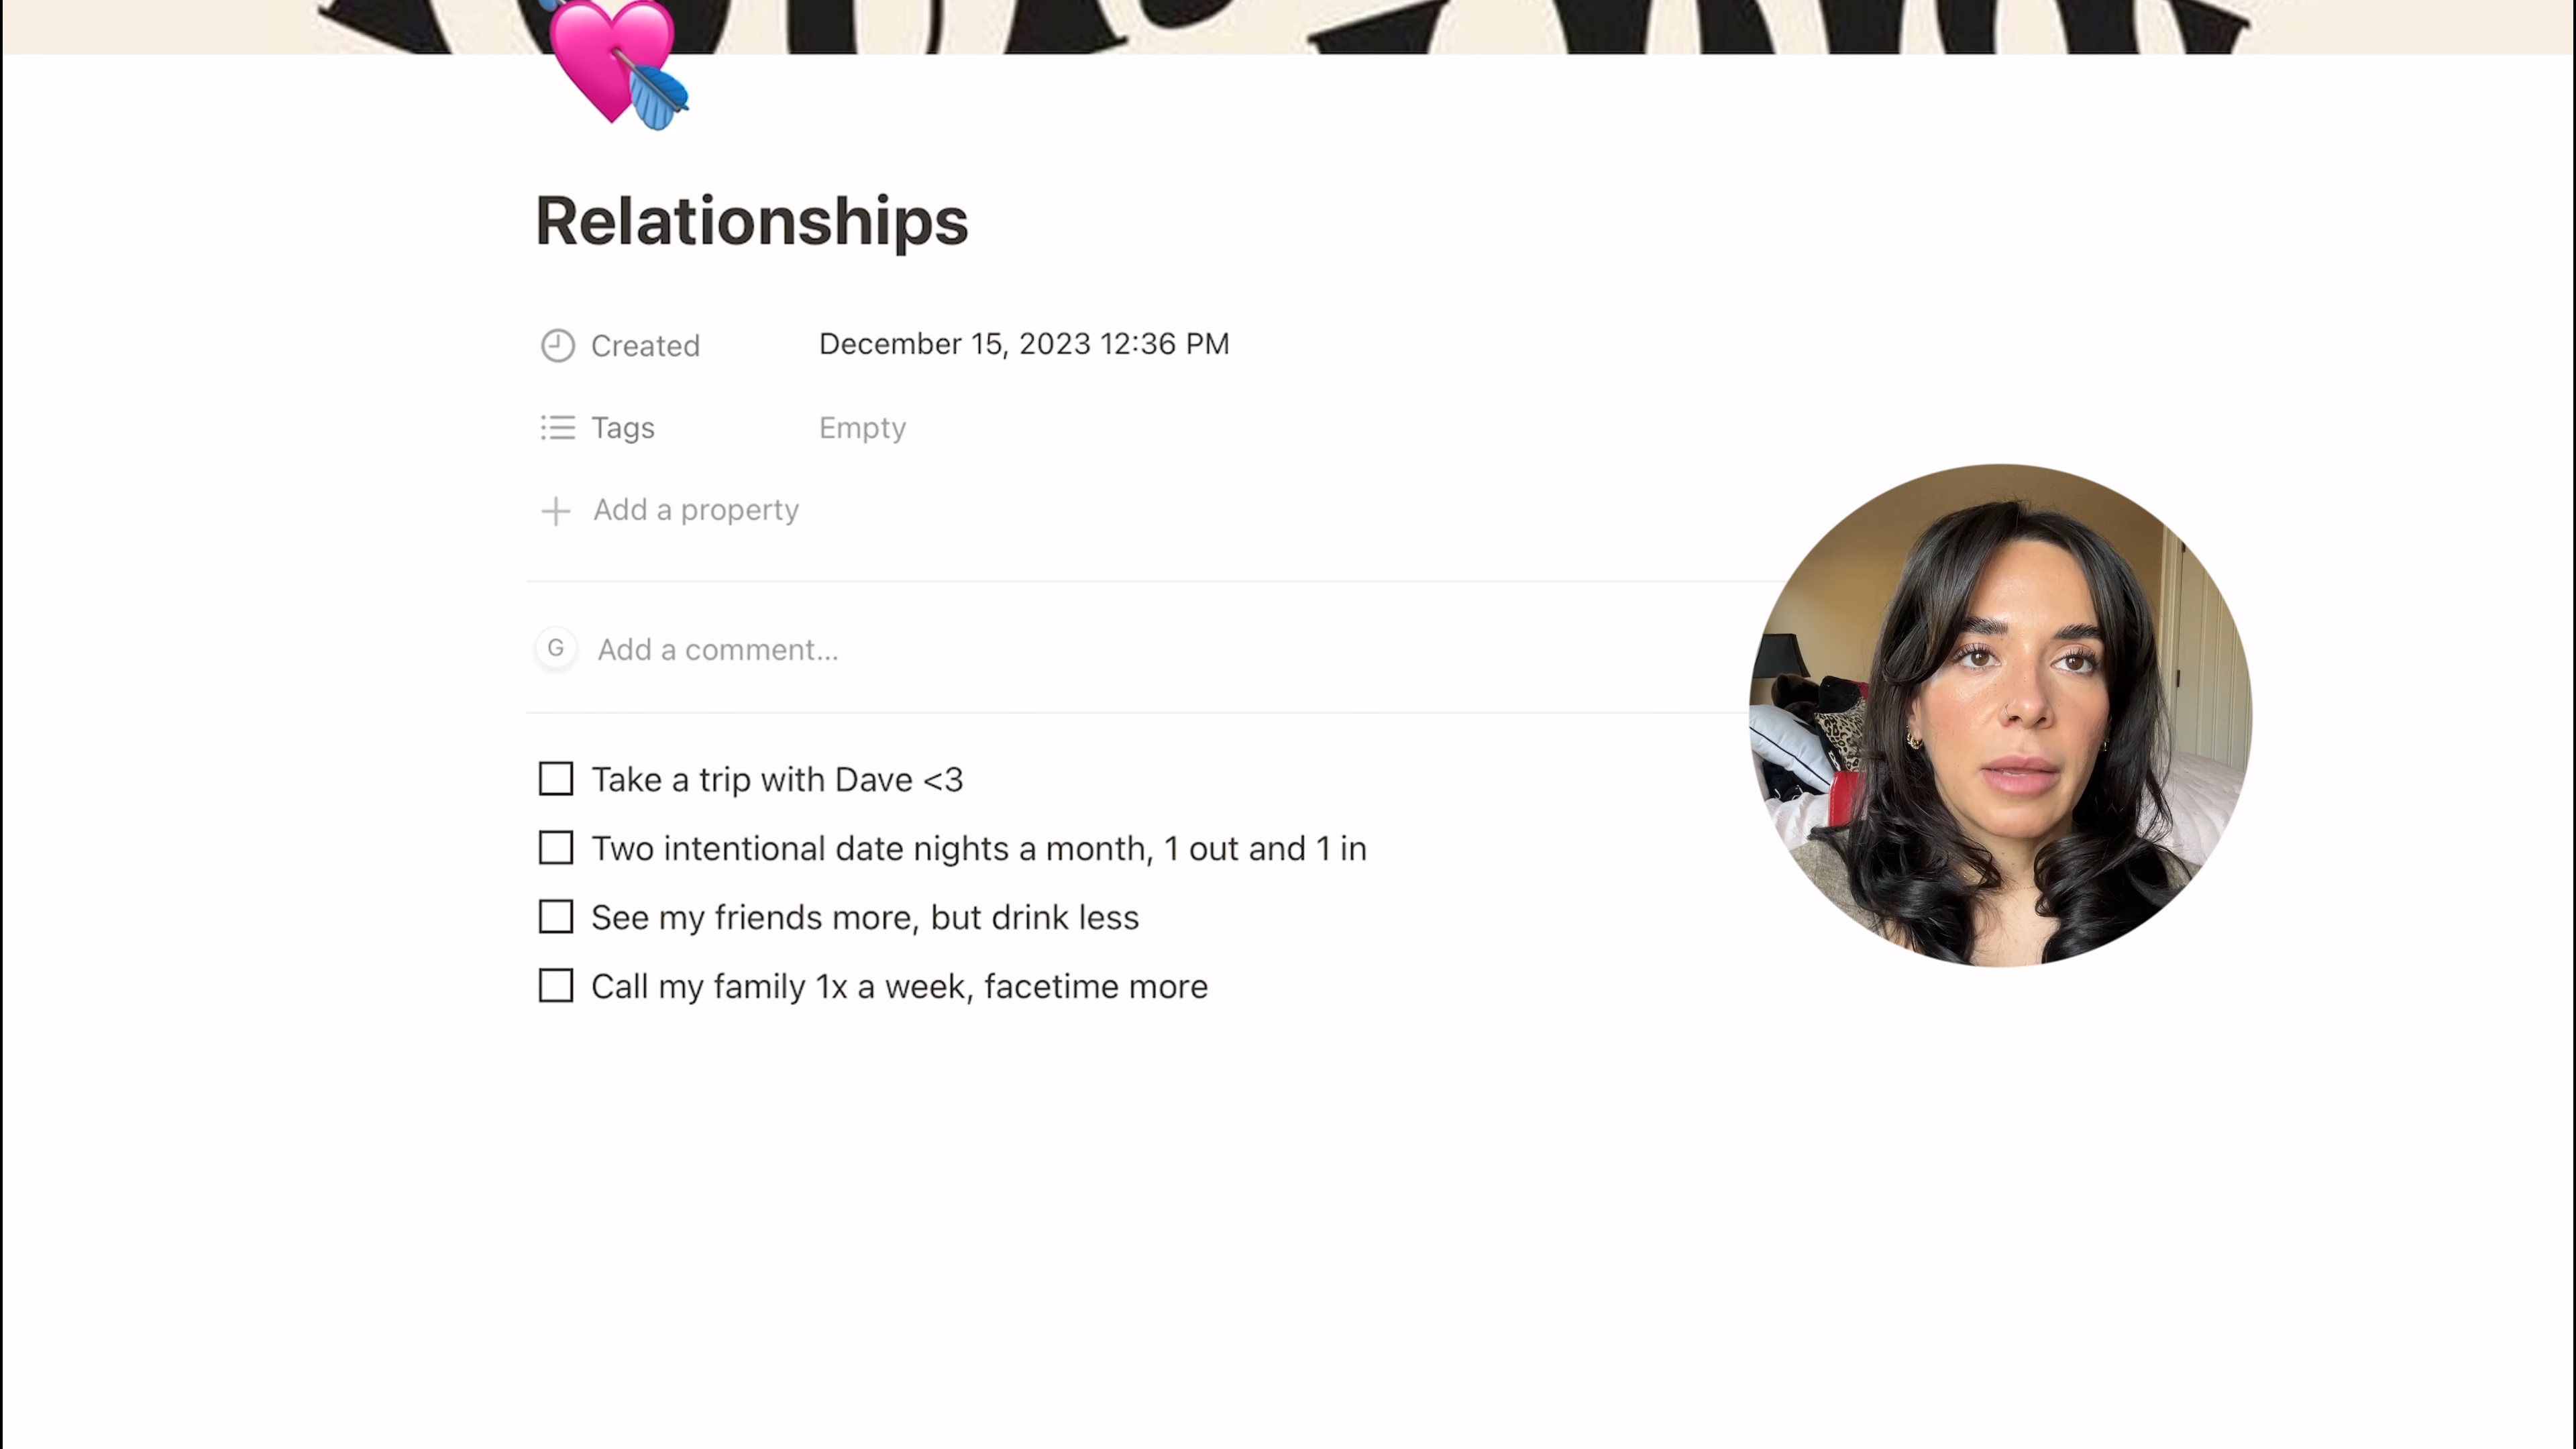 Relationships
Created December 15, 2023 12:36 PM
Tags Empty
Add a property
G Add a comment...
Take a trip with Dave <3
Two intentional date nights a month, 1 out and 1 in
See my friends more, but drink less
Call my family 1x a week, facetime more